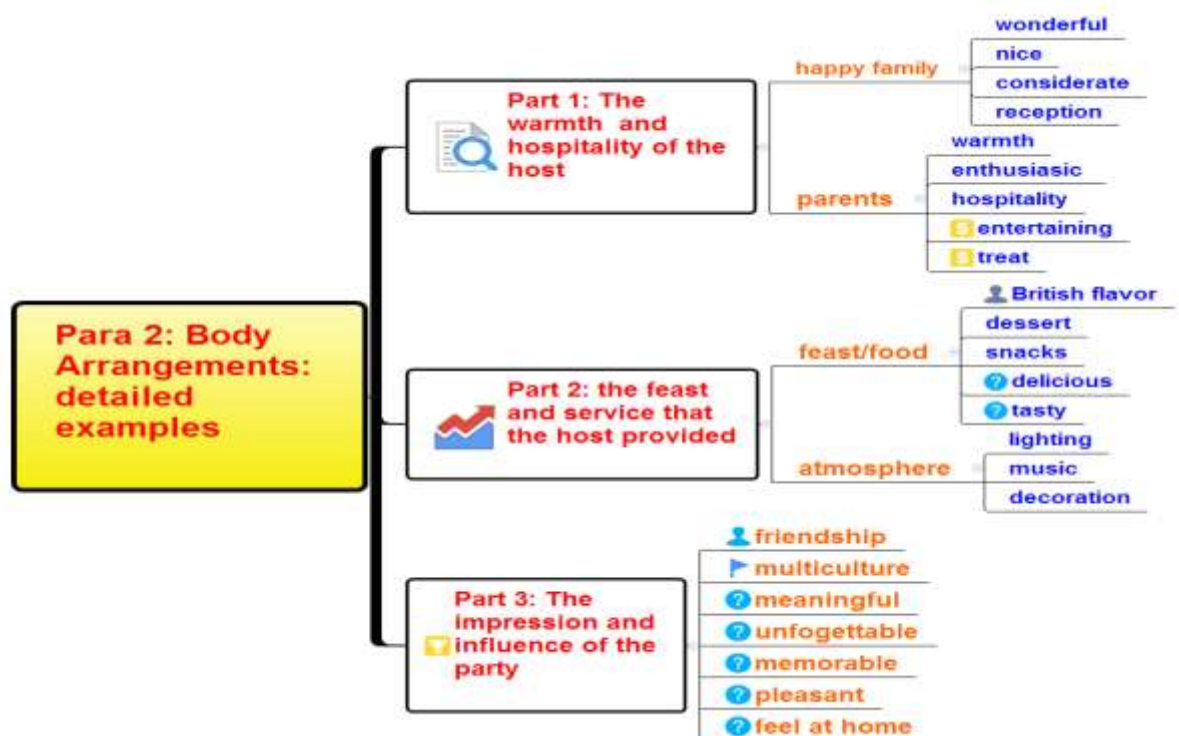 Para 2: Body
Arrangements:
detailed
examples
Part 1: The
warmth and
hospitality of the
host
happy family
wonderful
nice
considerate
reception
parents
warmth
enthusiasic
hospitality
entertaining
treat
Part 2: the feast
and service that
the host provided
feast/food
British flavor
dessert
snacks
delicious
tasty
atmosphere
lighting
music
decoration
Part 3: The
impression and
influence of the
party
friendship
multiculture
meaningful
unfogettable
memorable
pleasant
feel at home